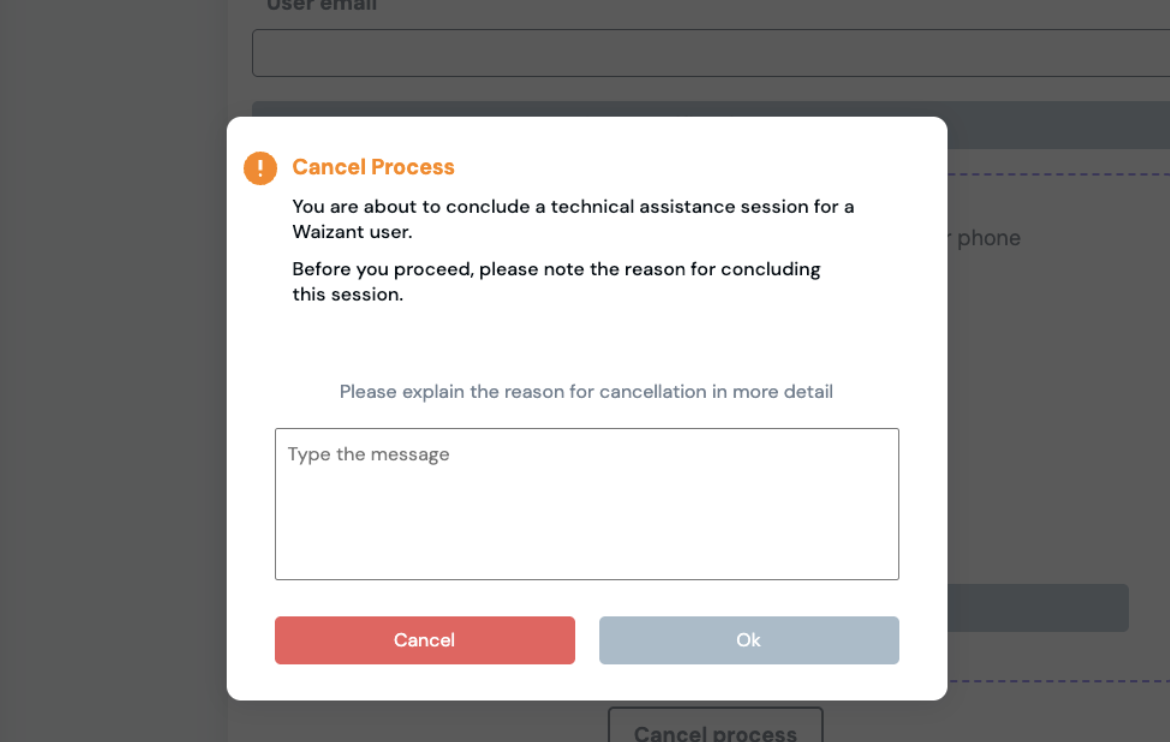 User email
Cancel Process
You are about to conclude a technical assistance session for a
Waizant user.
Before you proceed, please note the reason for concluding
this session.
phone
Please explain the reason for cancellation in more detail
Type the message
Cancel
Ok
Cancel process